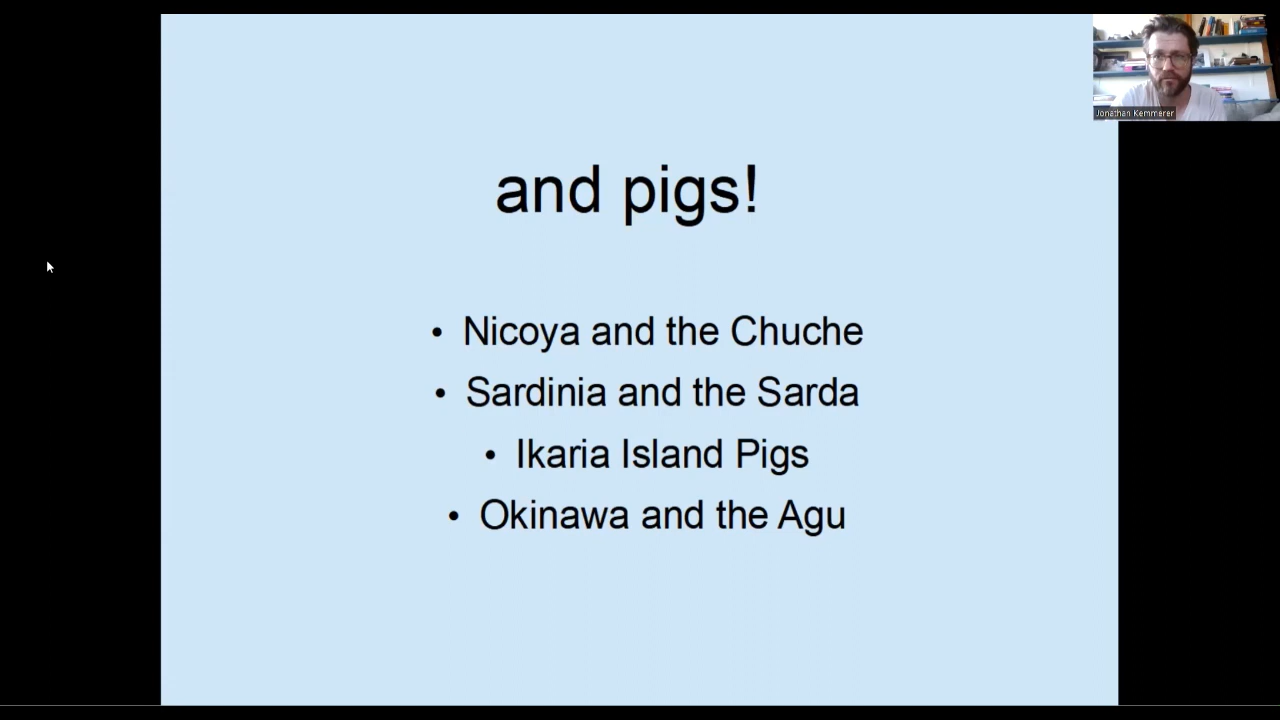 Jonathan Kemmerer
and pigs!
• Nicoya and the Chuche
• Sardinia and the Sarda
• Ikaria Island Pigs
• Okinawa and the Agu